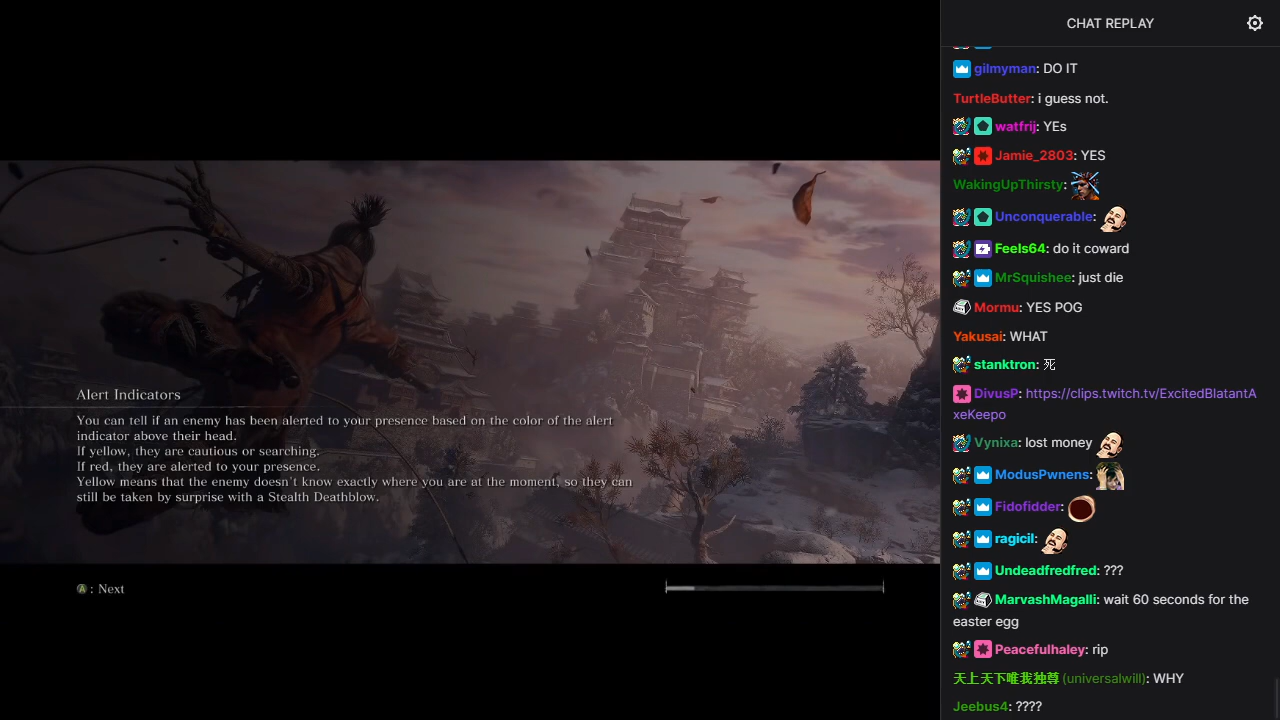 CHAT REPLAY
gilmyman: DO IT
TurtleButter: i guess not.
watfrij: YEs
Jamie_2803: YES
WakingUpThirsty:
Unconquerable:
Feels64: do it coward
MrSquishee: just die
Mormu: YES POG
Yakusai: WHAT
stanktron: 死
DivusP: https://clips.twitch.tv/ExcitedBlatantA
xeKeepo
Vynixa: lost money
ModusPwnens:
Fidofidder:
ragicil:
Undeadfredfred: ???
MarvashMagalli: wait 60 seconds for the
easter egg
Peacefulhaley: rip
天上天下唯我独尊 (universalwill): WHY
Jeebus4: ????
Alert Indicators
You can tell if an enemy has been alerted to your presence based on the color of the alert
indicator above their head.
If yellow, they are cautious or searching.
If red, they are alerted to your presence.
Yellow means that the enemy doesn't know exactly where you are at the moment, so they can
still be taken by surprise with a Stealth Deathblow.
A : Next